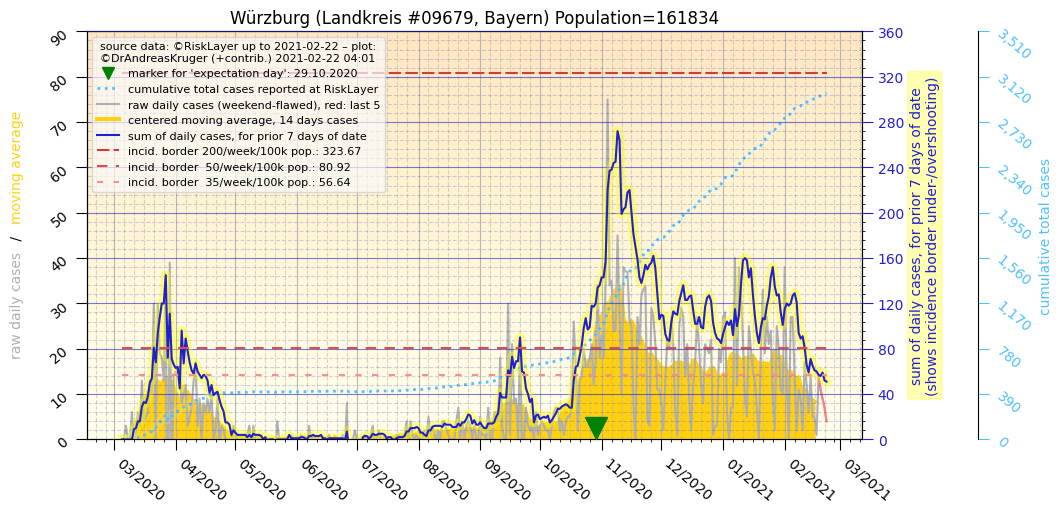 Würzburg (Landkreis #09679, Bayern) Population=161834
source data: ©RiskLayer up to 2021-02-22 – plot:
©DrAndreasKruger (+contrib.) 2021-02-22 04:01
marker for 'expectation day': 29.10.2020
cumulative total cases reported at RiskLayer
raw daily cases (weekend-flawed), red: last 5
centered moving average, 14 days cases
sum of daily cases, for prior 7 days of date
incid. border 200/week/100k pop.: 323.67
incid. border 50/week/100k pop.: 80.92
incid. border 35/week/100k pop.: 56.64
raw daily cases / moving average
90
80
70
60
50
40
30
20
10
0
360
320
280
240
200
160
120
80
40
0
sum of daily cases, for prior 7 days of date
(shows incidence border under-/overshooting)
3,510
3,120
2,730
2,340
1,950
1,560
1,170
780
390
0
cumulative total cases
03/2020
04/2020
05/2020
06/2020
07/2020
08/2020
09/2020
10/2020
11/2020
12/2020
01/2021
02/2021
03/2021